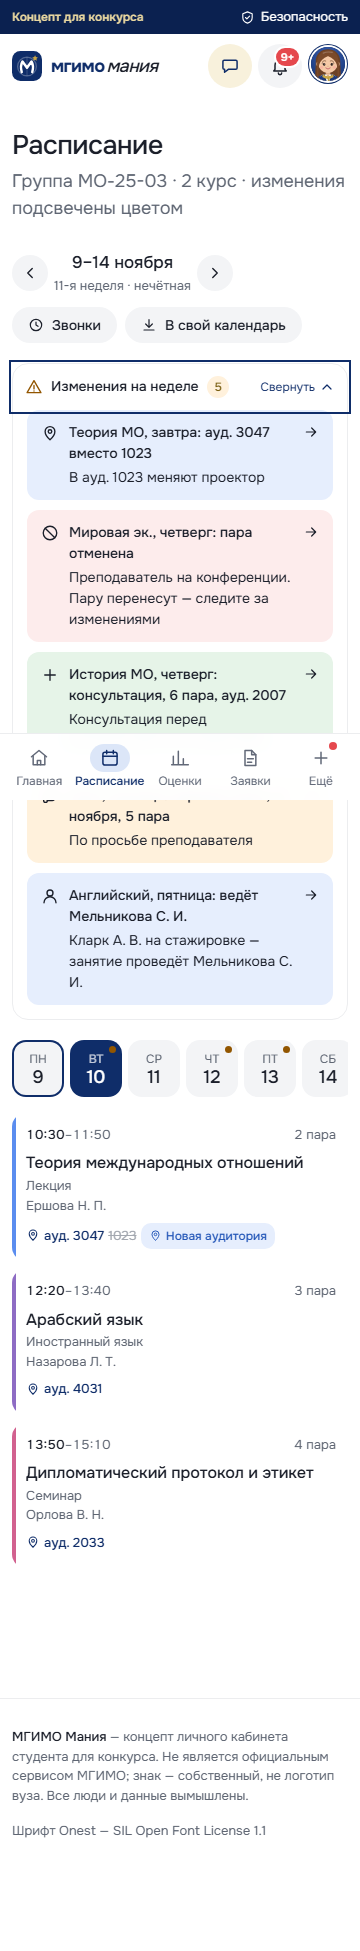 Концепт для конкурса
Безопасность
МГИМО мания
9+
Расписание
Группа МО-25-03 · 2 курс · изменения
подсвечены цветом
9–14 ноября
11-я неделя · нечётная
Звонки
В свой календарь
Изменения на неделе 5
Свернуть
Теория МО, завтра: ауд. 3047
вместо 1023
В ауд. 1023 меняют проектор
Мировая эк., четверг: пара
отменена
Преподаватель на конференции.
Пару перенесут — следите за
изменениями
История МО, четверг:
консультация, 6 пара, ауд. 2007
Консультация перед
Главная
Расписание
Оценки
Заявки
Ещё
ноября, 5 пара
По просьбе преподавателя
Английский, пятница: ведёт
Мельникова С. И.
Кларк А. В. на стажировке —
занятие проведёт Мельникова С.
И.
ПН ВТ СР ЧТ ПТ СБ
9 10 11 12 13 14
10:30–11:50 2 пара
Теория международных отношений
Лекция
Ершова Н. П.
ауд. 3047 1023 Новая аудитория
12:20–13:40 3 пара
Арабский язык
Иностранный язык
Назарова Л. Т.
ауд. 4031
13:50–15:10 4 пара
Дипломатический протокол и этикет
Семинар
Орлова В. Н.
ауд. 2033
МГИМО Мания — концепт личного кабинета
студента для конкурса. Не является официальным
сервисом МГИМО; знак — собственный, не логотип
вуза. Все люди и данные вымышлены.
Шрифт Onest — SIL Open Font License 1.1